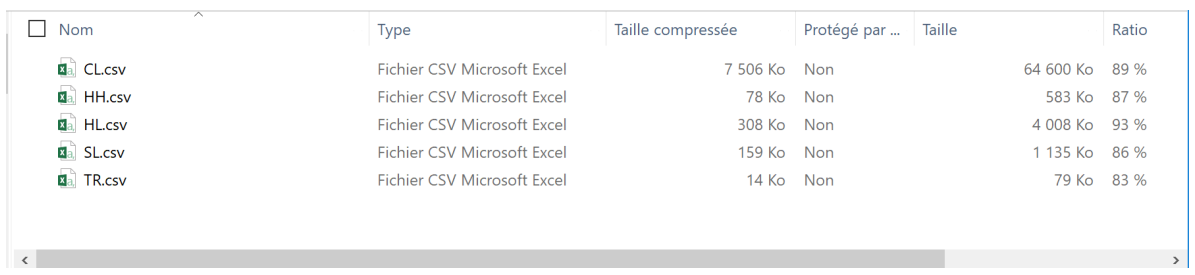 Nom Type Taille compressée Protégé par ... Taille Ratio
CL.csv Fichier CSV Microsoft Excel 7 506 Ko Non 64 600 Ko 89 %
HH.csv Fichier CSV Microsoft Excel 78 Ko Non 583 Ko 87 %
HL.csv Fichier CSV Microsoft Excel 308 Ko Non 4 008 Ko 93 %
SL.csv Fichier CSV Microsoft Excel 159 Ko Non 1 135 Ko 86 %
TR.csv Fichier CSV Microsoft Excel 14 Ko Non 79 Ko 83 %